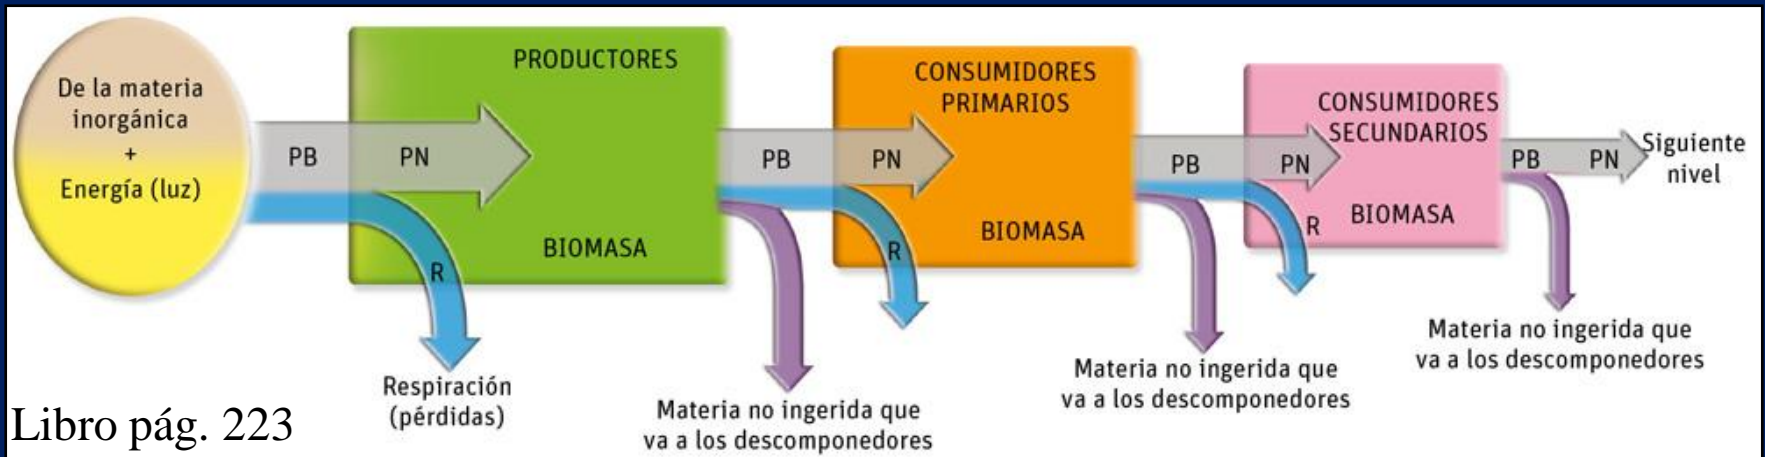 De la materia
inorgánica
+
Energía (luz)
PB
PN
R
Respiración
(pérdidas)
PRODUCTORES
BIOMASA
PB
PN
R
Materia no ingerida que
va a los descomponedores
CONSUMIDORES
PRIMARIOS
BIOMASA
PB
PN
R
Materia no ingerida que
va a los descomponedores
CONSUMIDORES
SECUNDARIOS
BIOMASA
PB
PN
Siguiente
nivel
Materia no ingerida que
va a los descomponedores
Libro pág. 223